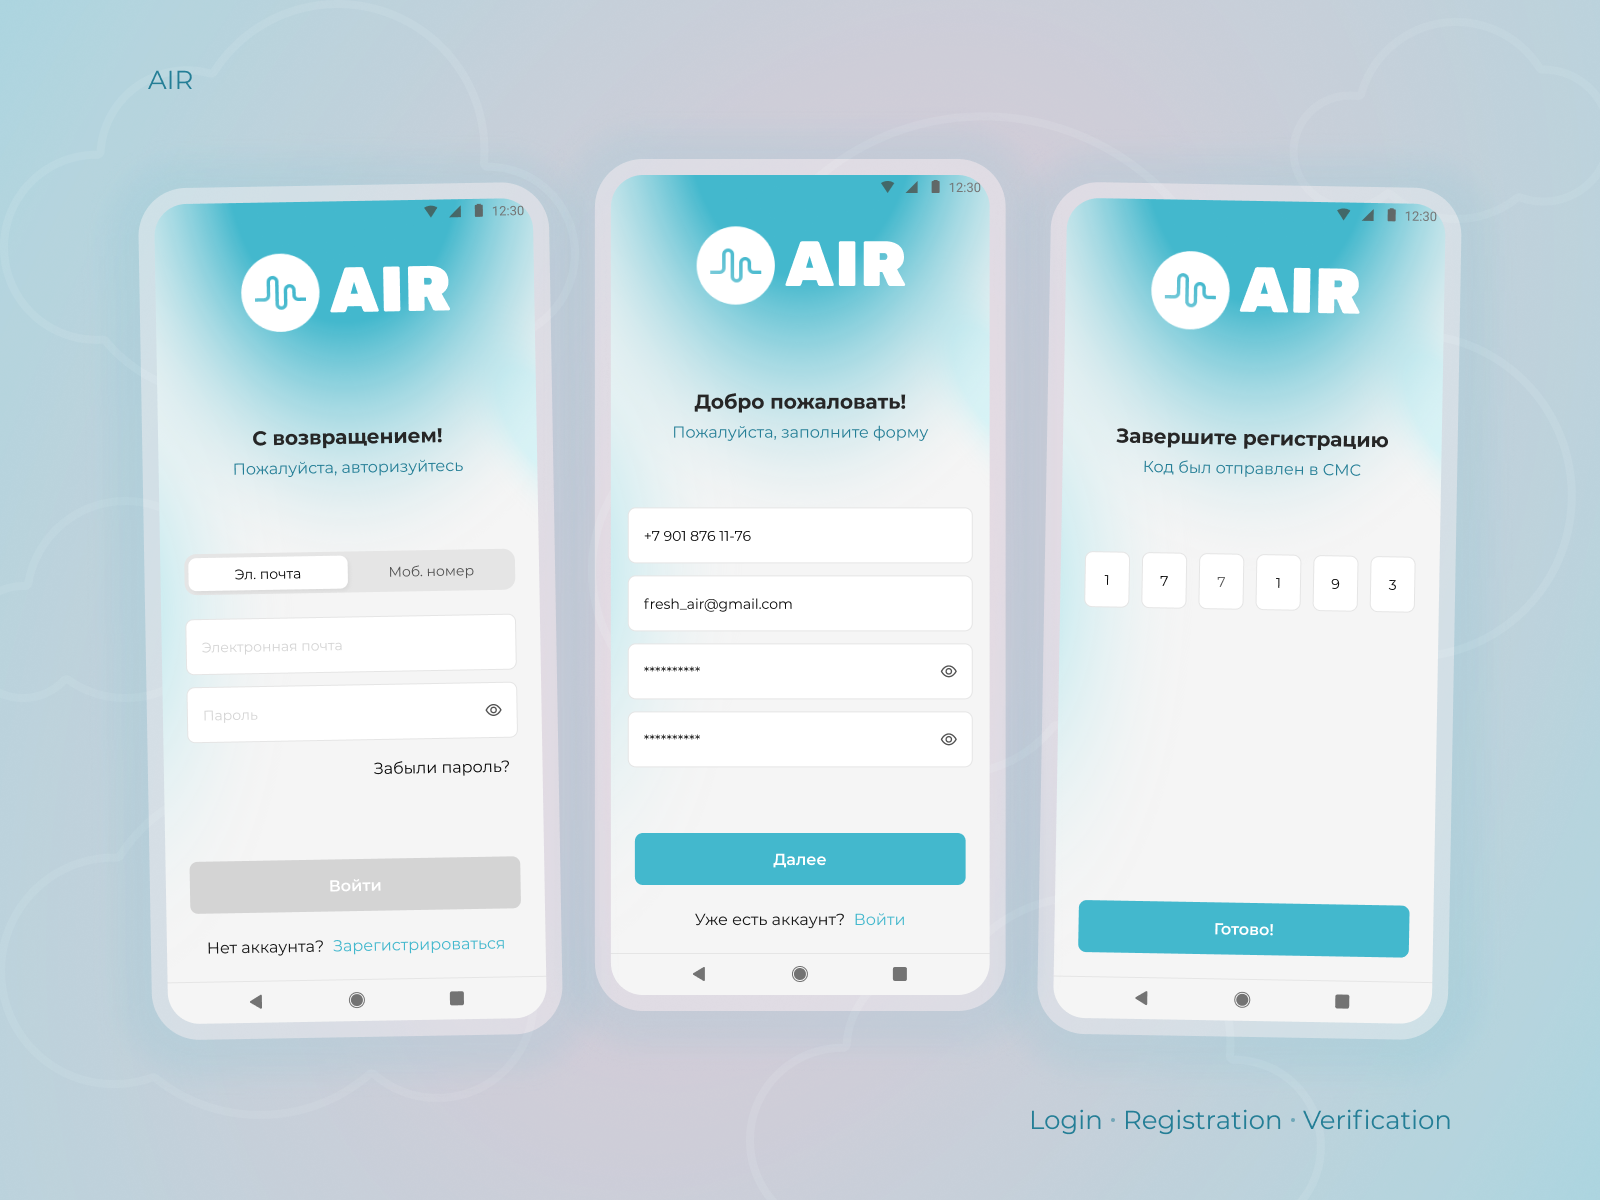 AIR
12:30
AIR
С возвращением!
Пожалуйста, авторизуйтесь
Эл. почта
Моб. номер
Электронная почта
Пароль
Забыли пароль?
Войти
Нет аккаунта? Зарегистрироваться
12:30
AIR
Добро пожаловать!
Пожалуйста, заполните форму
+7 901 876 11-76
fresh_air@gmail.com
**********
**********
Далее
Уже есть аккаунт? Войти
12:30
AIR
Завершите регистрацию
Код был отправлен в СМС
1 7 7 1 9 3
Готово!
Login · Registration · Verification